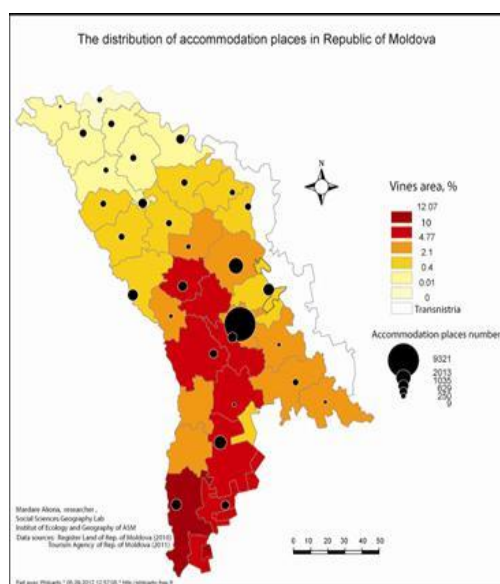 The distribution of accommodation places in Republic of Moldova
N
Vines area, %
12.07
10
4.77
2.1
0.4
0.01
0
Transnistria
Accommodation places number
9321
2013
1035
629
250
9
Mardare Aliona, researcher,
Social Sciences Geography Lab
Institut of Ecology and Geography of ASM
Data sources: Register Land of Rep. of Moldova (2010)
Tourism Agency of Rep. of Moldova (2011)
0 10 20 30 40 50